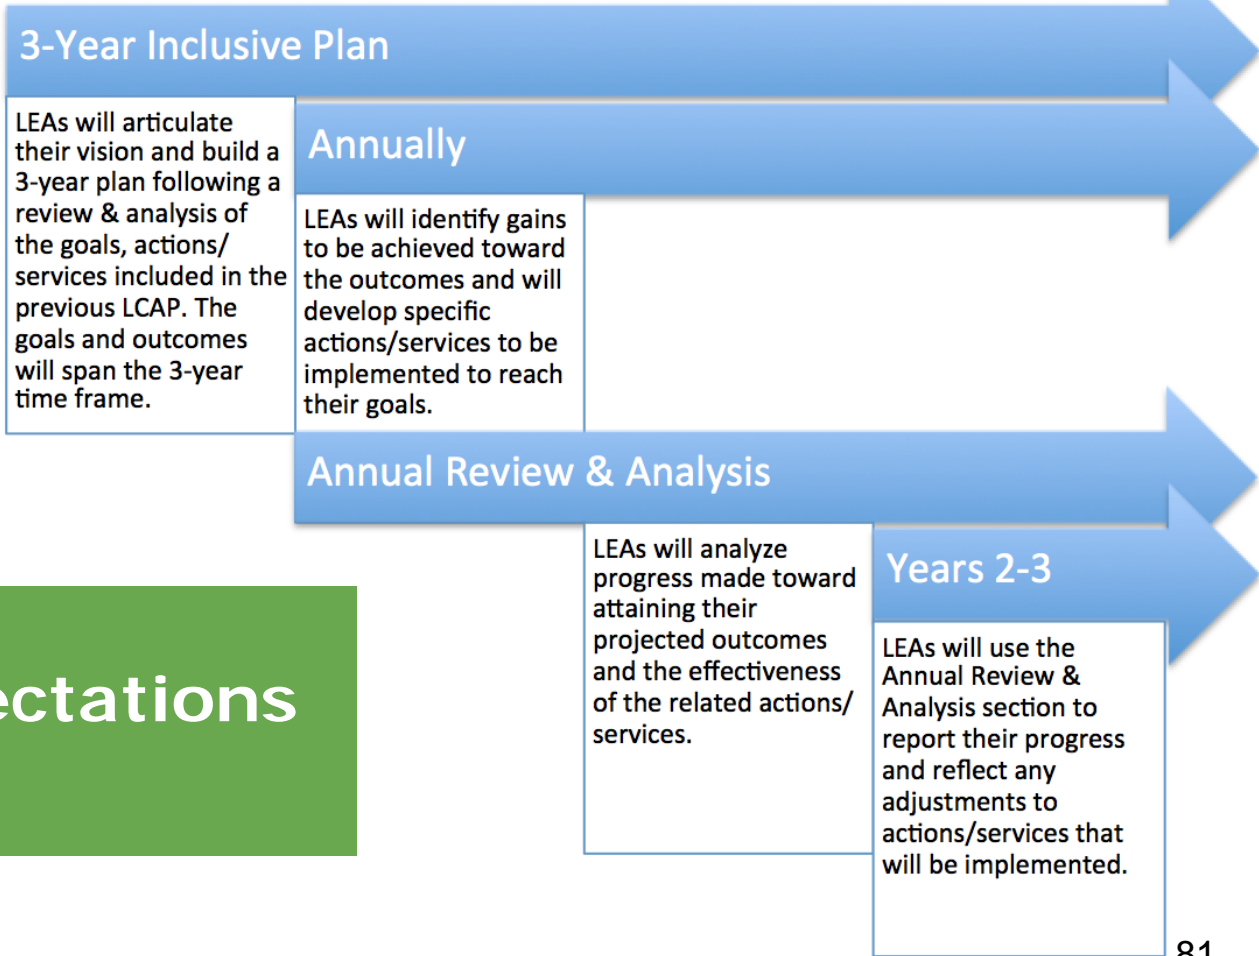 3-Year Inclusive Plan
LEAs will articulate
their vision and build a
3-year plan following a
review & analysis of
the goals, actions/
services included in the
previous LCAP. The
goals and outcomes
will span the 3-year
time frame.
Annually
LEAs will identify gains
to be achieved toward
the outcomes and will
develop specific
actions/services to be
implemented to reach
their goals.
Annual Review & Analysis
LEAs will analyze
progress made toward
attaining their
projected outcomes
and the effectiveness
of the related actions/
services.
Years 2-3
LEAs will use the
Annual Review &
Analysis section to
report their progress
and reflect any
adjustments to
actions/services that
will be implemented.
ectations
81